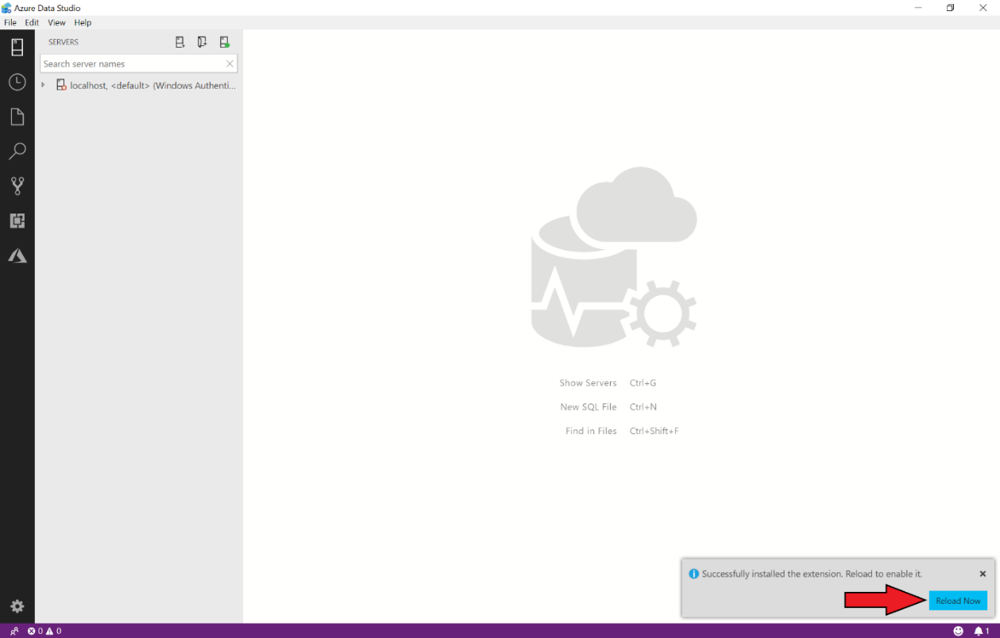 Azure Data Studio
File Edit View Help
SERVERS
Search server names
localhost, <default> (Windows Authenti...
Show Servers Ctrl+G
New SQL File Ctrl+N
Find in Files Ctrl+Shift+F
Successfully installed the extension. Reload to enable it.
Reload Now
0 0
1